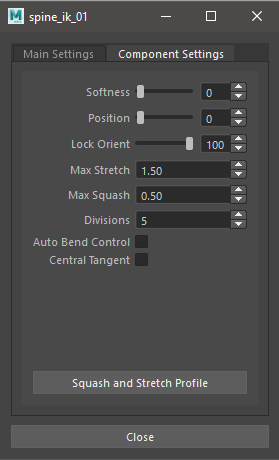 spine_ik_01
Main Settings Component Settings
Softness 0
Position 0
Lock Orient 100
Max Stretch 1.50
Max Squash 0.50
Divisions 5
Auto Bend Control
Central Tangent
Squash and Stretch Profile
Close